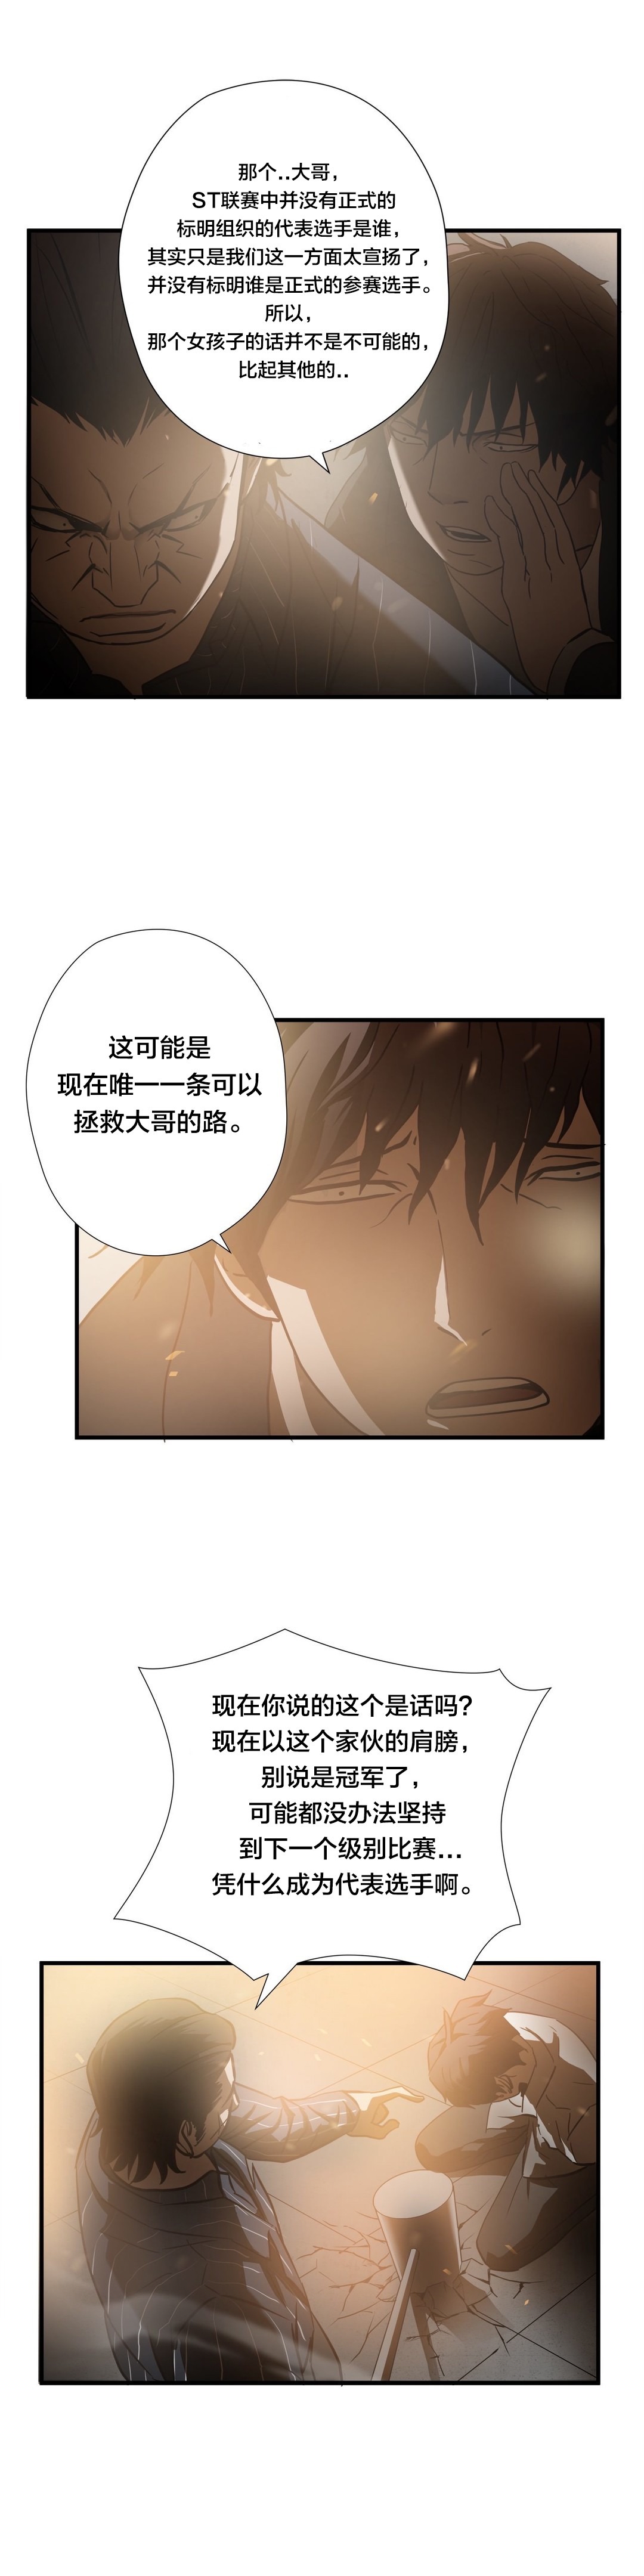 那个..大哥，
ST联赛中并没有正式的
标明组织的代表选手是谁，
其实只是我们这一方面太宣扬了，
并没有标明谁是正式的参赛选手。
所以，
那个女孩子的话并不是不可能的，
比起其他的..
这可能是
现在唯一一条可以
拯救大哥的路。
现在你说的这个是话吗？
现在以这个家伙的肩膀，
别说是冠军了，
可能都没办法坚持
到下一个级别比赛...
凭什么成为代表选手啊。